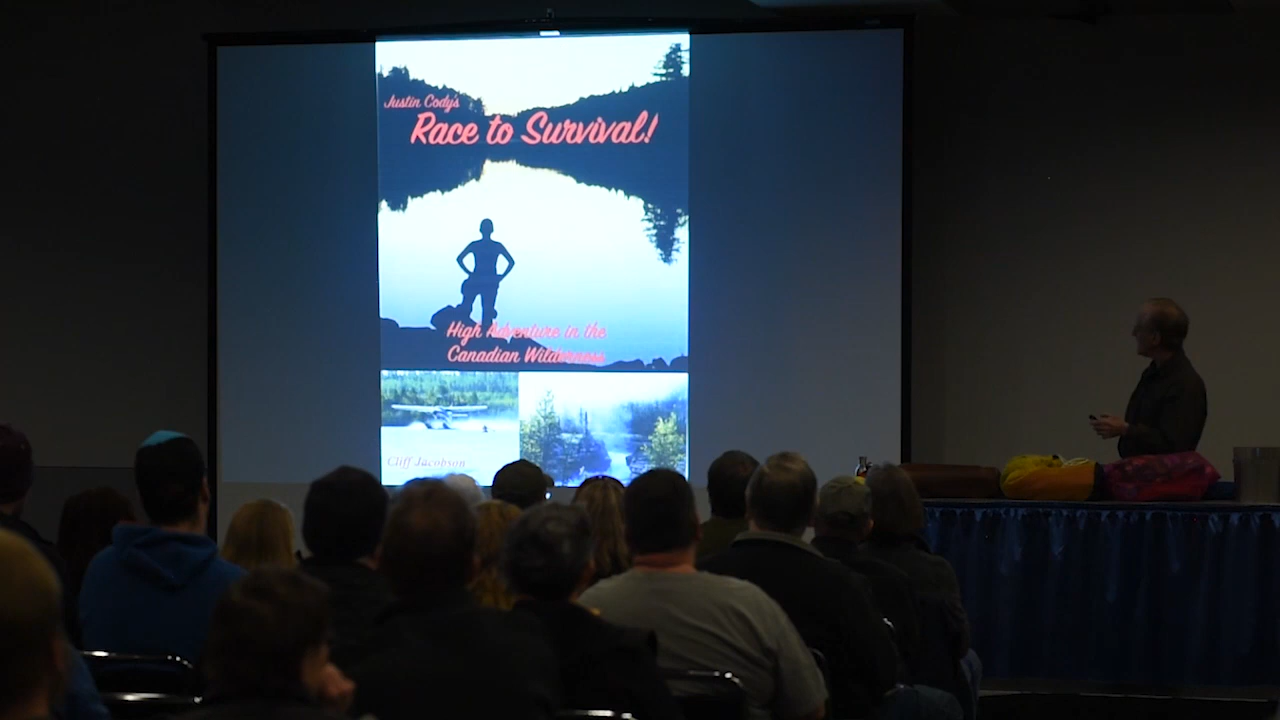 Justin Cody's
Race to Survival!
High Adventure in the
Canadian Wilderness
Cliff Jacobson